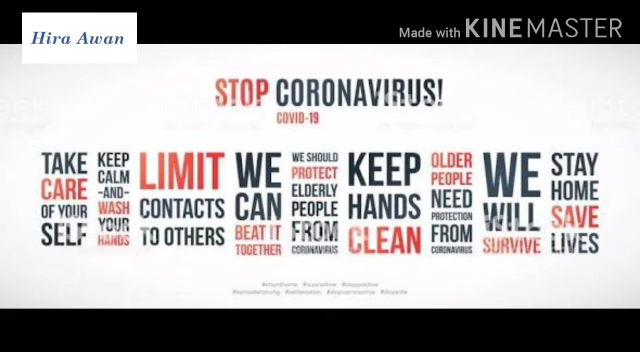 Hira Awan
Made with KINEMASTER
STOP CORONAVIRUS!
COVID-19
TAKE
CARE
OF YOUR
SELF
KEEP
CALM
-AND-
WASH
YOUR
HANDS
LIMIT
CONTACTS
TO OTHERS
WE
CAN
BEAT IT
TOGETHER
WE SHOULD
PROTECT
ELDERLY
PEOPLE
FROM
CORONAVIRUS
KEEP
HANDS
CLEAN
OLDER
PEOPLE
NEED
PROTECTION
FROM
CORONAVIRUS
WE
WILL
SURVIVE
STAY
HOME
SAVE
LIVES